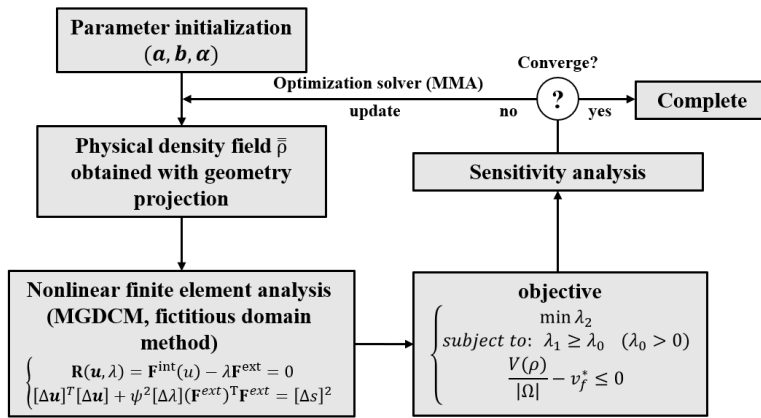 Parameter initialization
(a, b, α)
Converge?
Optimization solver (MMA)
?
update
no
yes
Complete
Physical density field ρ̿
obtained with geometry
projection
Sensitivity analysis
Nonlinear finite element analysis
(MGDCM, fictitious domain
method)
R(u, λ) = F^int(u) − λF^ext = 0
[Δu]^T[Δu] + ψ²[Δλ](F^ext)^T F^ext = [Δs]²
objective
min λ₂
subject to: λ₁ ≥ λ₀ (λ₀ > 0)
V(ρ)/|Ω| − v_f^* ≤ 0